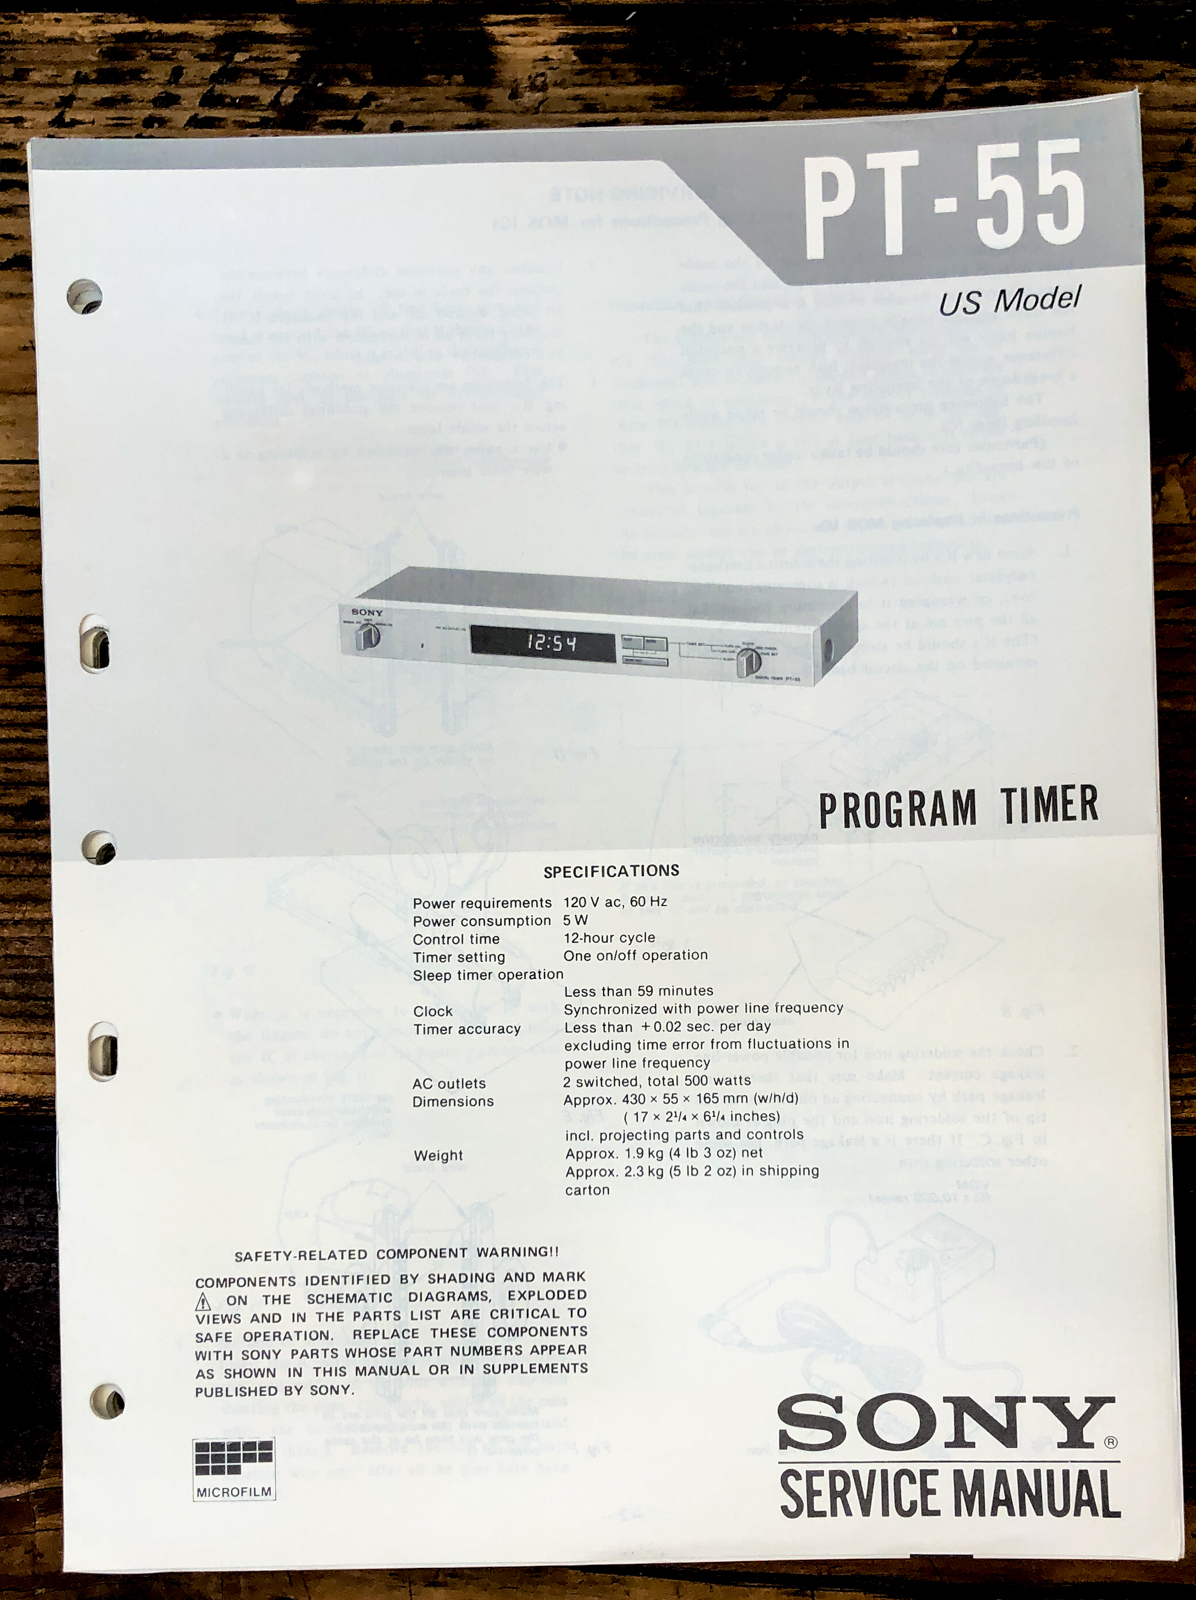 PT-55
US Model
SONY
12:54
PROGRAM TIMER
SPECIFICATIONS
Power requirements 120 V ac, 60 Hz
Power consumption 5 W
Control time 12-hour cycle
Timer setting One on/off operation
Sleep timer operation
Less than 59 minutes
Clock Synchronized with power line frequency
Timer accuracy Less than +0.02 sec. per day
excluding time error from fluctuations in
power line frequency
AC outlets 2 switched, total 500 watts
Dimensions Approx. 430 × 55 × 165 mm (w/h/d)
( 17 × 2 1/4 × 6 1/4 inches)
incl. projecting parts and controls
Weight Approx. 1.9 kg (4 lb 3 oz) net
Approx. 2.3 kg (5 lb 2 oz) in shipping
carton
SAFETY-RELATED COMPONENT WARNING!!
COMPONENTS IDENTIFIED BY SHADING AND MARK
⚠ ON THE SCHEMATIC DIAGRAMS, EXPLODED
VIEWS AND IN THE PARTS LIST ARE CRITICAL TO
SAFE OPERATION. REPLACE THESE COMPONENTS
WITH SONY PARTS WHOSE PART NUMBERS APPEAR
AS SHOWN IN THIS MANUAL OR IN SUPPLEMENTS
PUBLISHED BY SONY.
MICROFILM
SONY®
SERVICE MANUAL